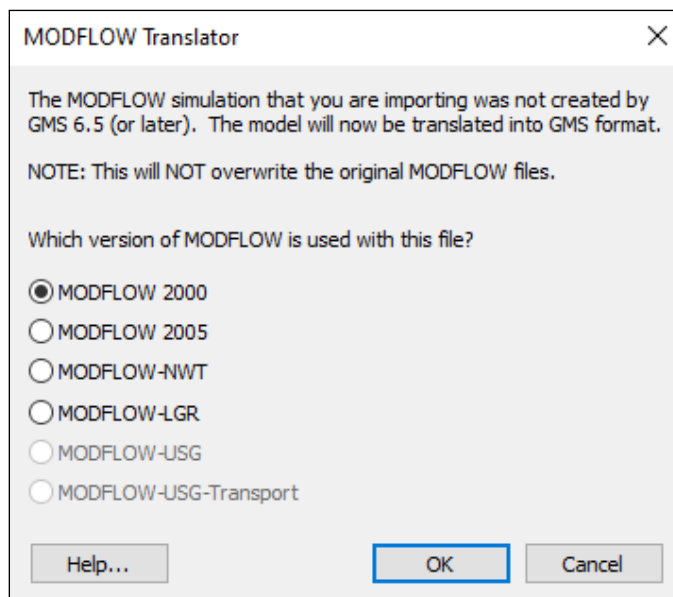 MODFLOW Translator
The MODFLOW simulation that you are importing was not created by
GMS 6.5 (or later).  The model will now be translated into GMS format.
NOTE: This will NOT overwrite the original MODFLOW files.
Which version of MODFLOW is used with this file?
MODFLOW 2000
MODFLOW 2005
MODFLOW-NWT
MODFLOW-LGR
MODFLOW-USG
MODFLOW-USG-Transport
Help... OK Cancel